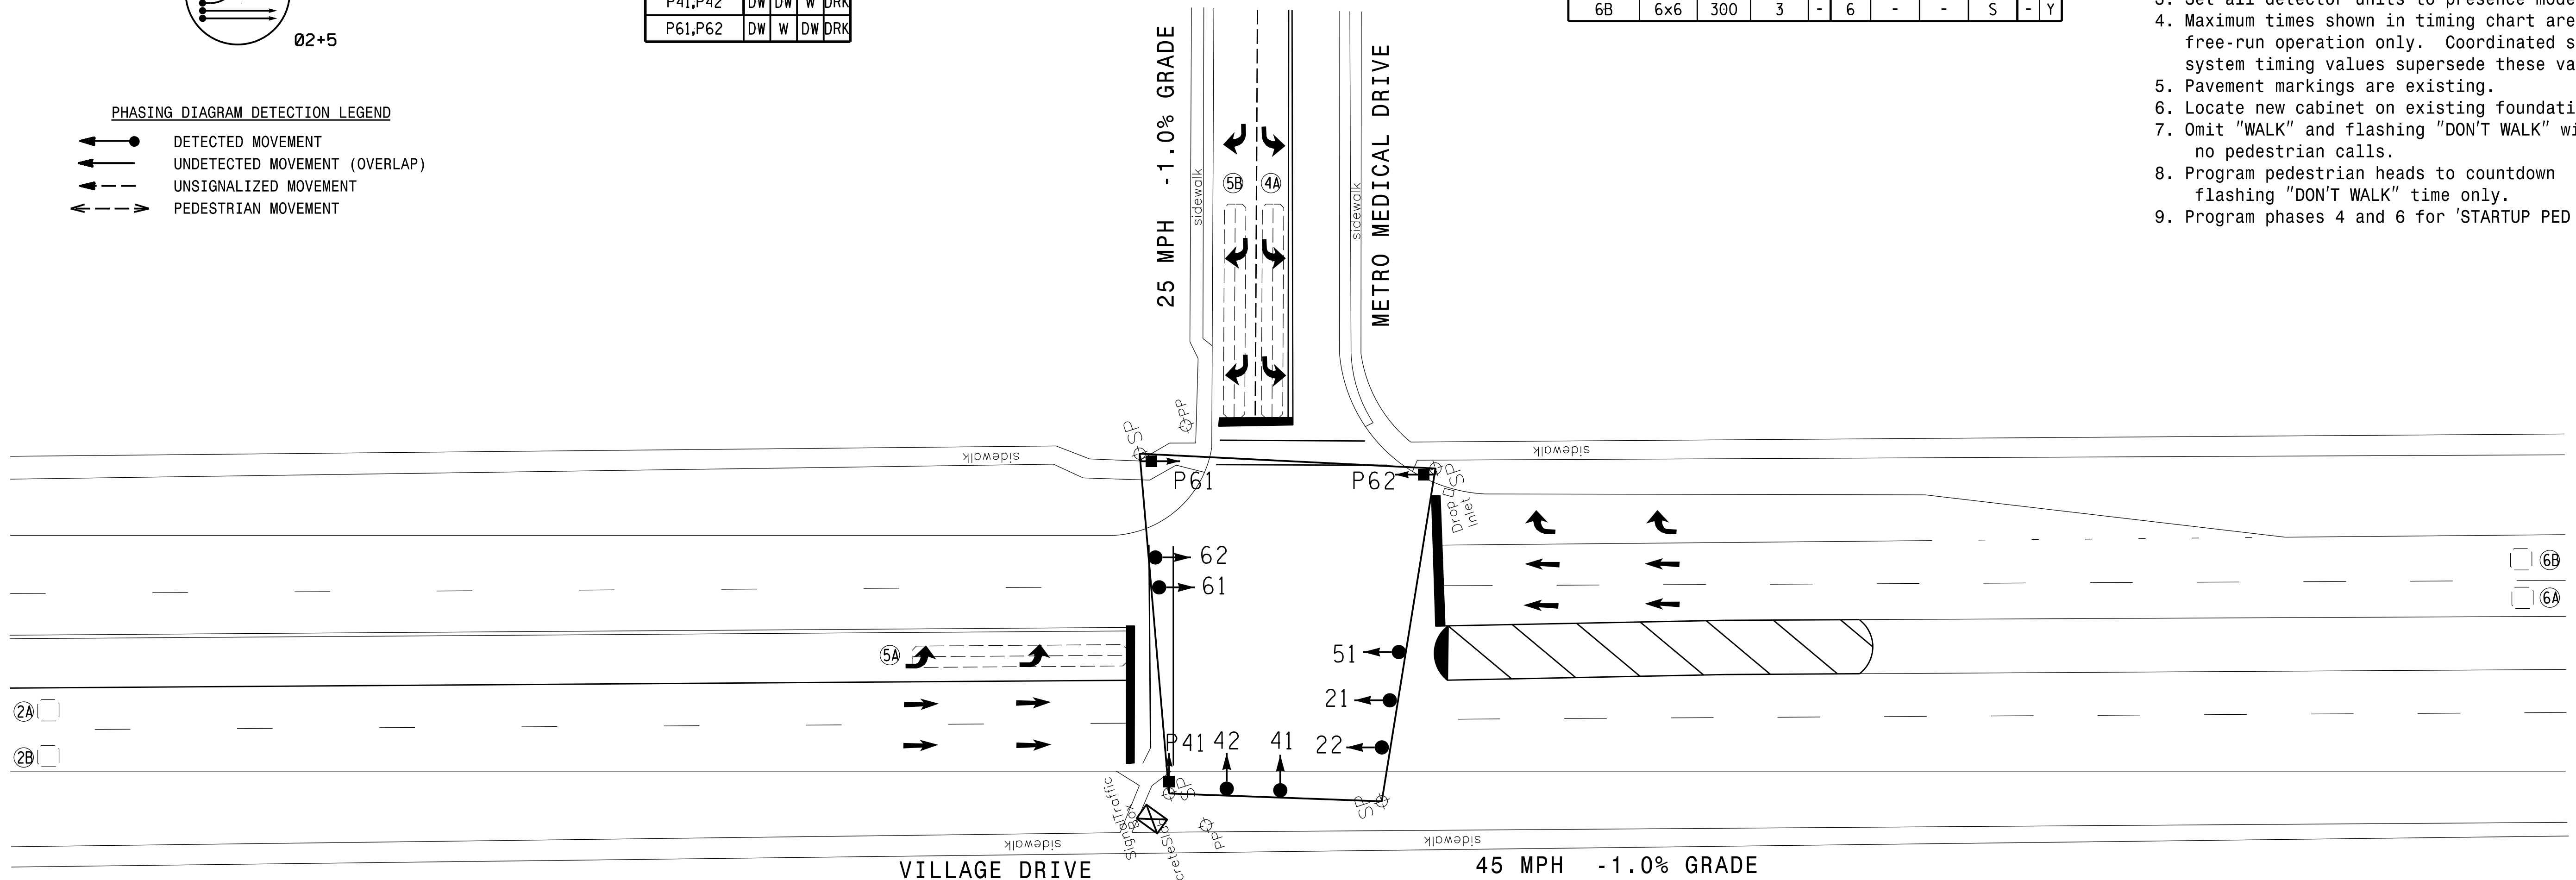 02+5
P41,P42 DW DW W DRK
P61,P62 DW W DW DRK
6B 6x6 300 3 - 6 - - S - Y
4. Maximum times shown in timing chart are
free-run operation only. Coordinated
system timing values supersede these
5. Pavement markings are existing.
6. Locate new cabinet on existing
7. Omit "WALK" and flashing "DON'T WALK"
no pedestrian calls.
8. Program pedestrian heads to countdown
flashing "DON'T WALK" time only.
9. Program phases 4 and 6 for 'STARTUP PED
PHASING DIAGRAM DETECTION LEGEND
DETECTED MOVEMENT
UNDETECTED MOVEMENT (OVERLAP)
UNSIGNALIZED MOVEMENT
PEDESTRIAN MOVEMENT
25 MPH -1.0% GRADE
METRO MEDICAL DRIVE
sidewalk
sidewalk
5B
4A
PP
SP
sidewalk
sidewalk
P61
P62
SP
Drop
Inlet
62
61
6B
6A
5A
51
21
22
2A
2B
P41
42
41
SP
SP
Signal/Traffic
Box
PP
sidewalk
sidewalk
VILLAGE DRIVE
45 MPH -1.0% GRADE